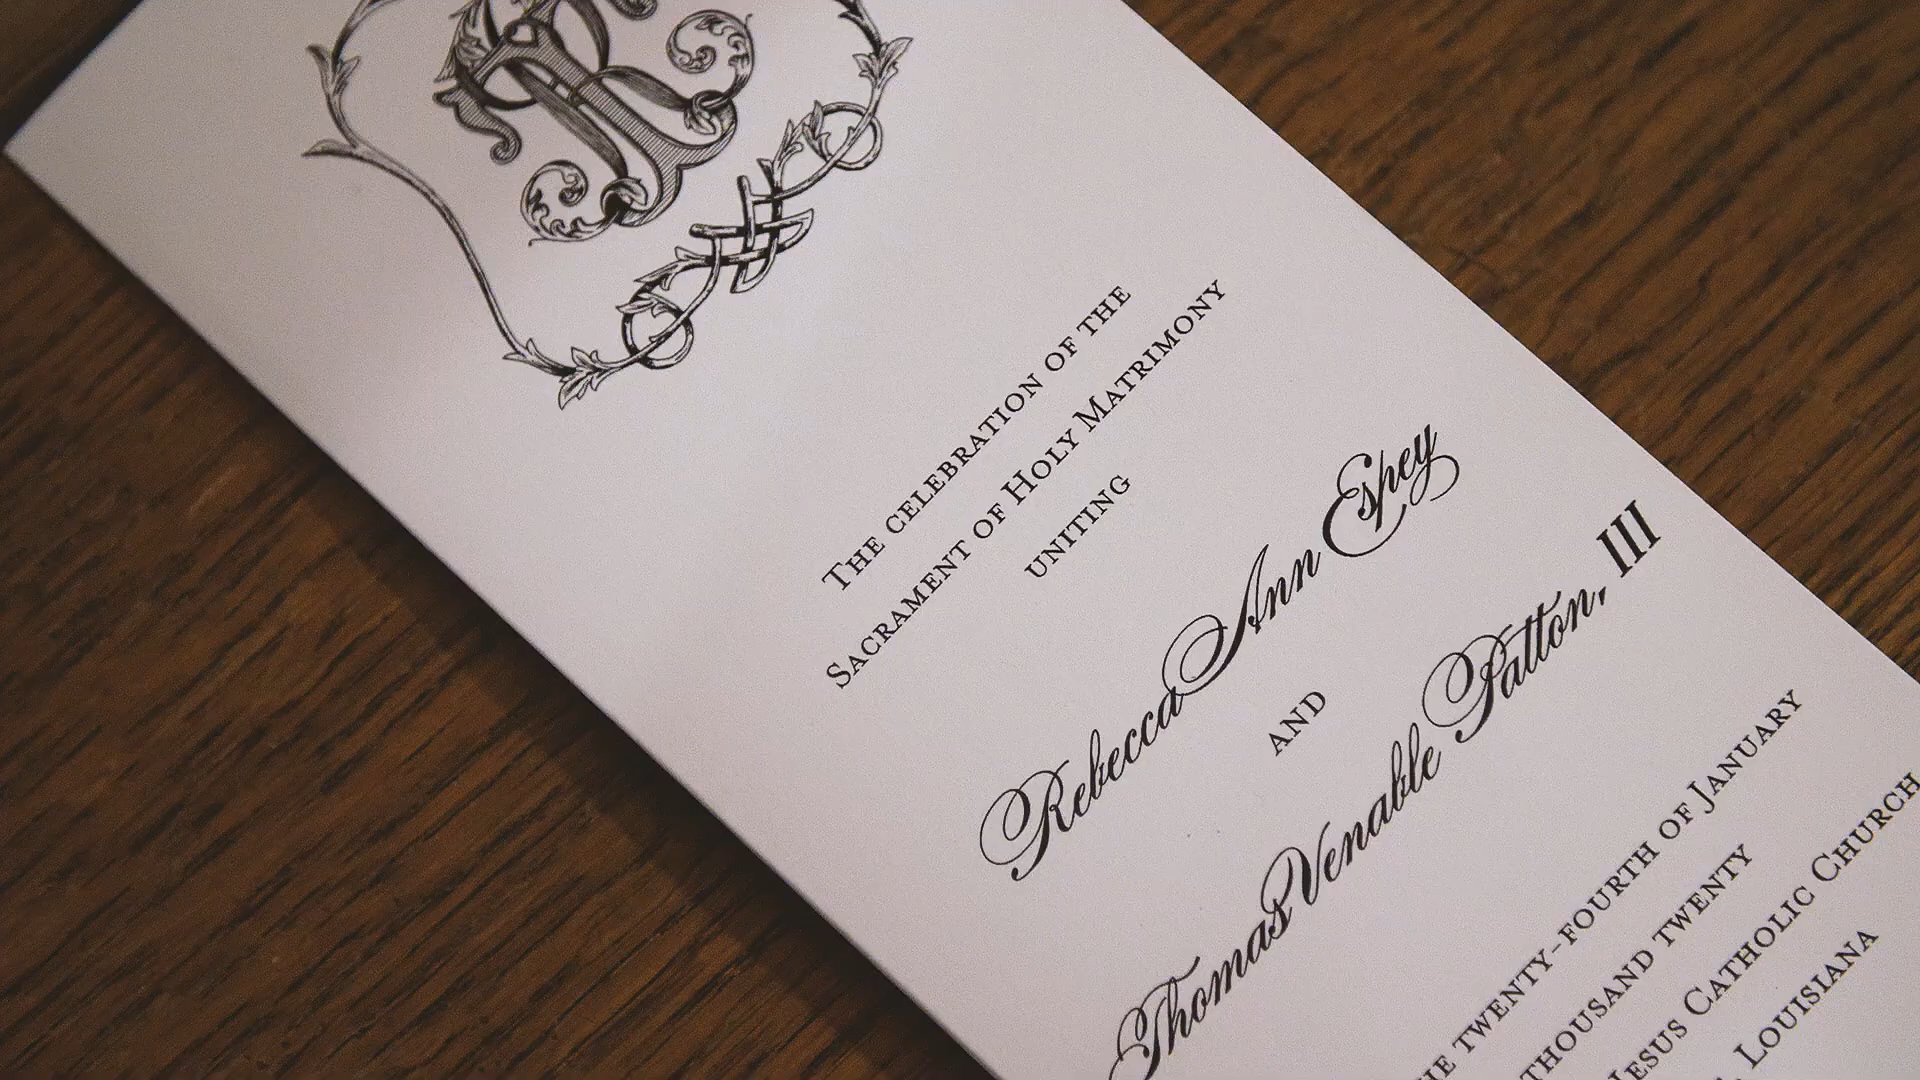 The celebration of the
Sacrament of Holy Matrimony
uniting
Rebecca Ann Espey
and
Thomas Venable Patton, III
twenty-fourth of January
thousand twenty
Jesus Catholic Church
Louisiana